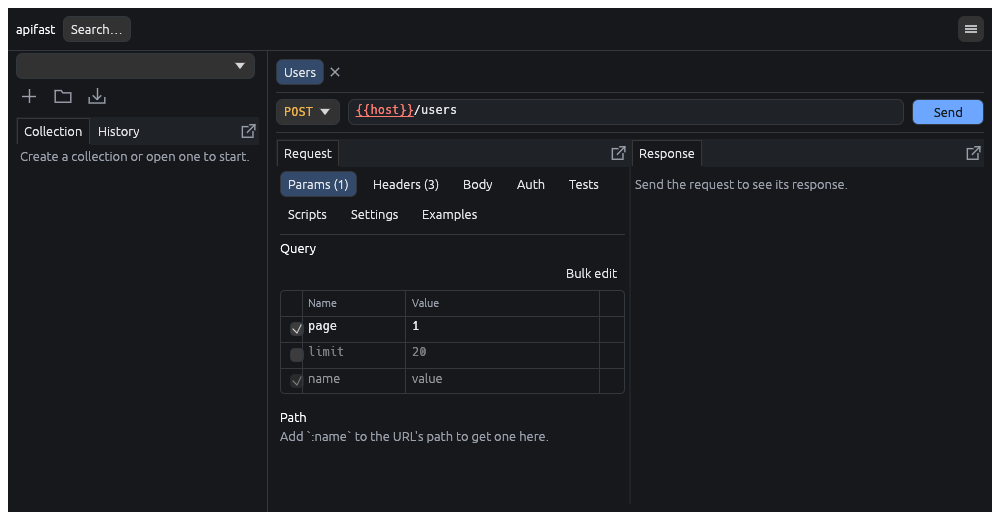 apifast Search...
Users
POST {{host}}/users Send
Collection History
Create a collection or open one to start.
Request
Params (1) Headers (3) Body Auth Tests
Scripts Settings Examples
Query
Bulk edit
Name Value
page 1
limit 20
name value
Path
Add `:name` to the URL's path to get one here.
Response
Send the request to see its response.